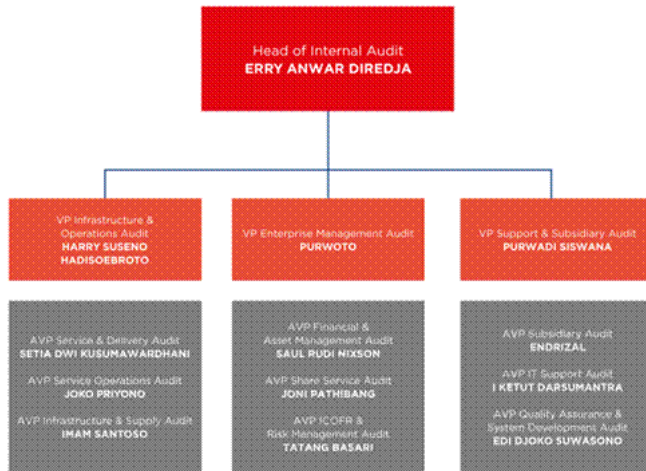 Head of Internal Audit
ERRY ANWAR DIREDJA
VP Infrastructure &
Operations Audit
HARRY SUSENO
HADISOEBROTO
VP Enterprise Management Audit
PURWOTO
VP Support & Subsidiary Audit
PURWADI SISWANA
AVP Service & Delivery Audit
SETIA DWI KUSUMAWARDHANI
AVP Service Operations Audit
JOKO PRIYONO
AVP Infrastructure & Supply Audit
IMAM SANTOSO
AVP Financial &
Asset Management Audit
SAUL RUDI NIXSON
AVP Share Service Audit
JONI PATHIBANG
AVP ICOFR &
Risk Management Audit
TATANG BASARI
AVP Subsidiary Audit
ENDRIZAL
AVP IT Support Audit
I KETUT DARSUMANTRA
AVP Quality Assurance &
System Development Audit
EDI DJOKO SUWASONO